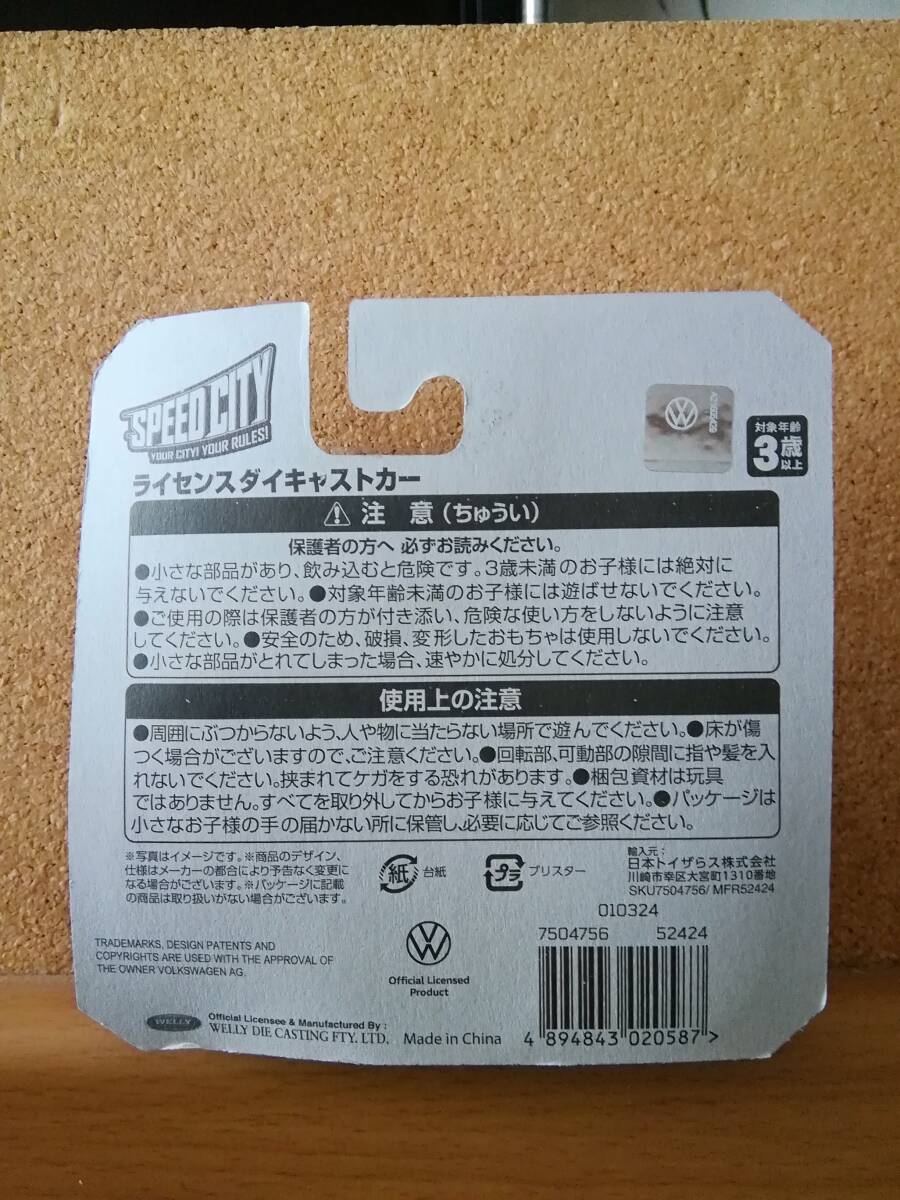 SPEED CITY
YOUR CITY! YOUR RULES!
ライセンスダイキャストカー
対象年齢
3歳
以上
注 意(ちゅうい)
保護者の方へ 必ずお読みください。
●小さな部品があり、飲み込むと危険です。3歳未満のお子様には絶対に
与えないでください。●対象年齢未満のお子様には遊ばせないでください。
●ご使用の際は保護者の方が付き添い、危険な使い方をしないように注意
してください。●安全のため、破損、変形したおもちゃは使用しないでください。
●小さな部品がとれてしまった場合、速やかに処分してください。
使用上の注意
●周囲にぶつからないよう、人や物に当たらない場所で遊んでください。●床が傷
つく場合がございますので、ご注意ください。●回転部、可動部の隙間に指や髪を入
れないでください。挟まれてケガをする恐れがあります。●梱包資材は玩具
ではありません。すべてを取り外してからお子様に与えてください。●パッケージは
小さなお子様の手の届かない所に保管し、必要に応じてご参照ください。
※写真はイメージです。※商品のデザイン、
仕様はメーカーの都合により予告なく変更に
なる場合がございます。※パッケージに記載
の商品は取り扱いがない場合がございます。
紙 台紙
プラ ブリスター
輸入元:
日本トイザらス株式会社
川崎市幸区大宮町1310番地
SKU7504756/ MFR52424
010324
7504756 52424
TRADEMARKS, DESIGN PATENTS AND
COPYRIGHTS ARE USED WITH THE APPROVAL OF
THE OWNER VOLKSWAGEN AG.
Official Licensed
Product
WELLY
Official Licensee & Manufactured By :
WELLY DIE CASTING FTY. LTD.
Made in China
4 894843 020587 >